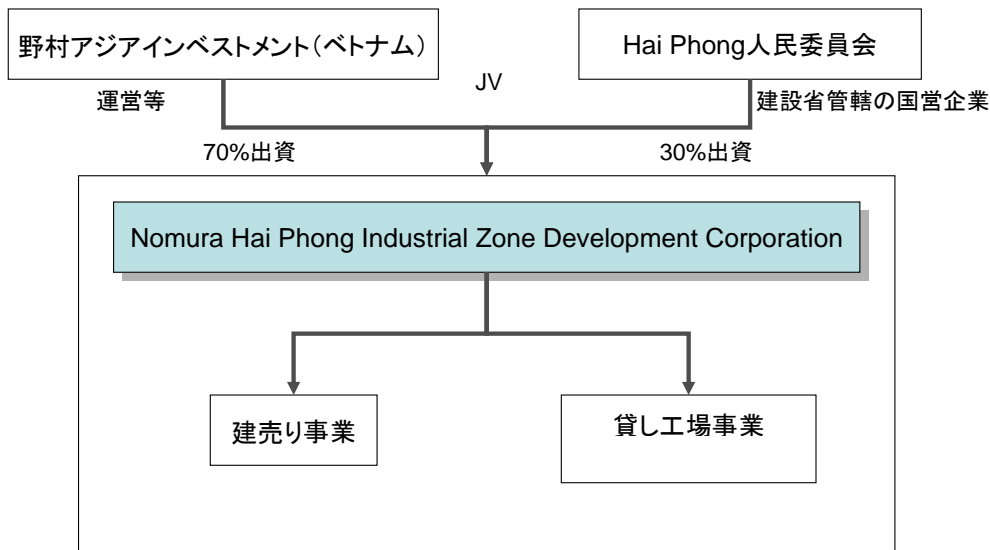 野村アジアインベストメント(ベトナム)
Hai Phong人民委員会
JV
運営等
建設省管轄の国営企業
70%出資
30%出資
Nomura Hai Phong Industrial Zone Development Corporation
建売り事業
貸し工場事業